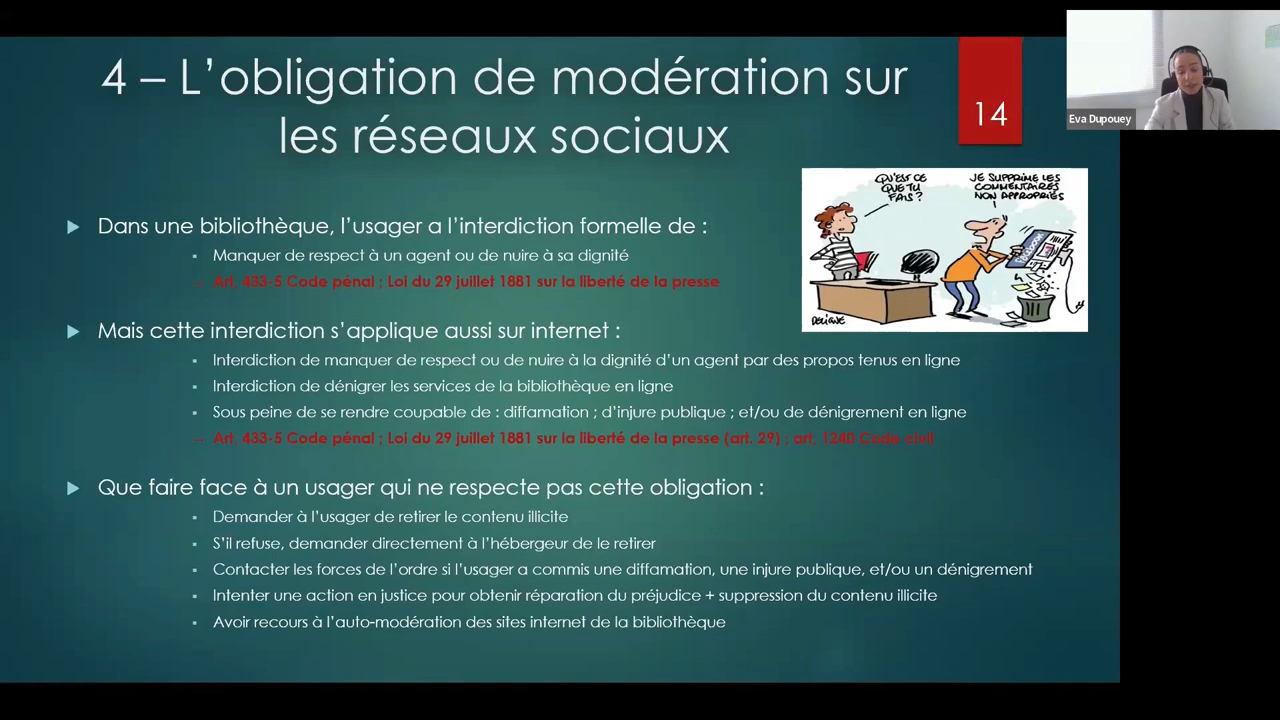 4 – L'obligation de modération sur
les réseaux sociaux
14
Eva Dupouey
QU'EST CE
QUE TU
FAIS?
JE SUPPRIME LES
COMMENTAIRES
NON APPROPRIÉS
facebook
DELIGNE
Dans une bibliothèque, l'usager a l'interdiction formelle de :
Manquer de respect à un agent ou de nuire à sa dignité
Art. 433-5 Code pénal ; Loi du 29 juillet 1881 sur la liberté de la presse
Mais cette interdiction s'applique aussi sur internet :
Interdiction de manquer de respect ou de nuire à la dignité d'un agent par des propos tenus en ligne
Interdiction de dénigrer les services de la bibliothèque en ligne
Sous peine de se rendre coupable de : diffamation ; d'injure publique ; et/ou de dénigrement en ligne
Art. 433-5 Code pénal ; Loi du 29 juillet 1881 sur la liberté de la presse (art. 29) ; art. 1240 Code civil
Que faire face à un usager qui ne respecte pas cette obligation :
Demander à l'usager de retirer le contenu illicite
S'il refuse, demander directement à l'hébergeur de le retirer
Contacter les forces de l'ordre si l'usager a commis une diffamation, une injure publique, et/ou un dénigrement
Intenter une action en justice pour obtenir réparation du préjudice + suppression du contenu illicite
Avoir recours à l'auto-modération des sites internet de la bibliothèque